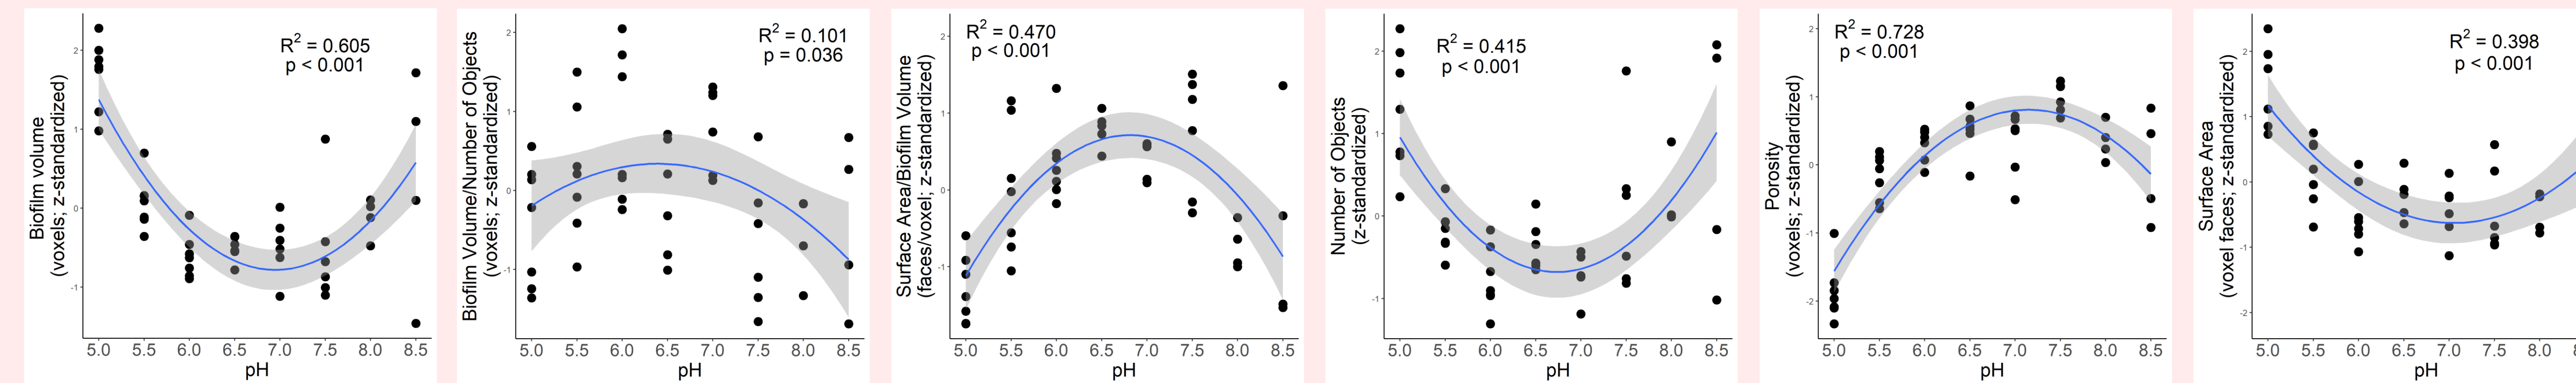 Biofilm volume
(voxels; z-standardized)
R² = 0.605
p < 0.001
2
1
0
-1
5.0 5.5 6.0 6.5 7.0 7.5 8.0 8.5
pH
Biofilm Volume/Number of Objects
(voxels; z-standardized)
R² = 0.101
p = 0.036
2
1
0
-1
5.0 5.5 6.0 6.5 7.0 7.5 8.0 8.5
pH
Surface Area/Biofilm Volume
(faces/voxel; z-standardized)
R² = 0.470
p < 0.001
2
1
0
-1
5.0 5.5 6.0 6.5 7.0 7.5 8.0 8.5
pH
Number of Objects
(z-standardized)
R² = 0.415
p < 0.001
2
1
0
-1
5.0 5.5 6.0 6.5 7.0 7.5 8.0 8.5
pH
Porosity
(voxels; z-standardized)
R² = 0.728
p < 0.001
2
1
0
-1
-2
5.0 5.5 6.0 6.5 7.0 7.5 8.0 8.5
pH
Surface Area
(voxel faces; z-standardized)
R² = 0.398
p < 0.001
2
1
0
-1
-2
5.0 5.5 6.0 6.5 7.0 7.5 8.0
pH